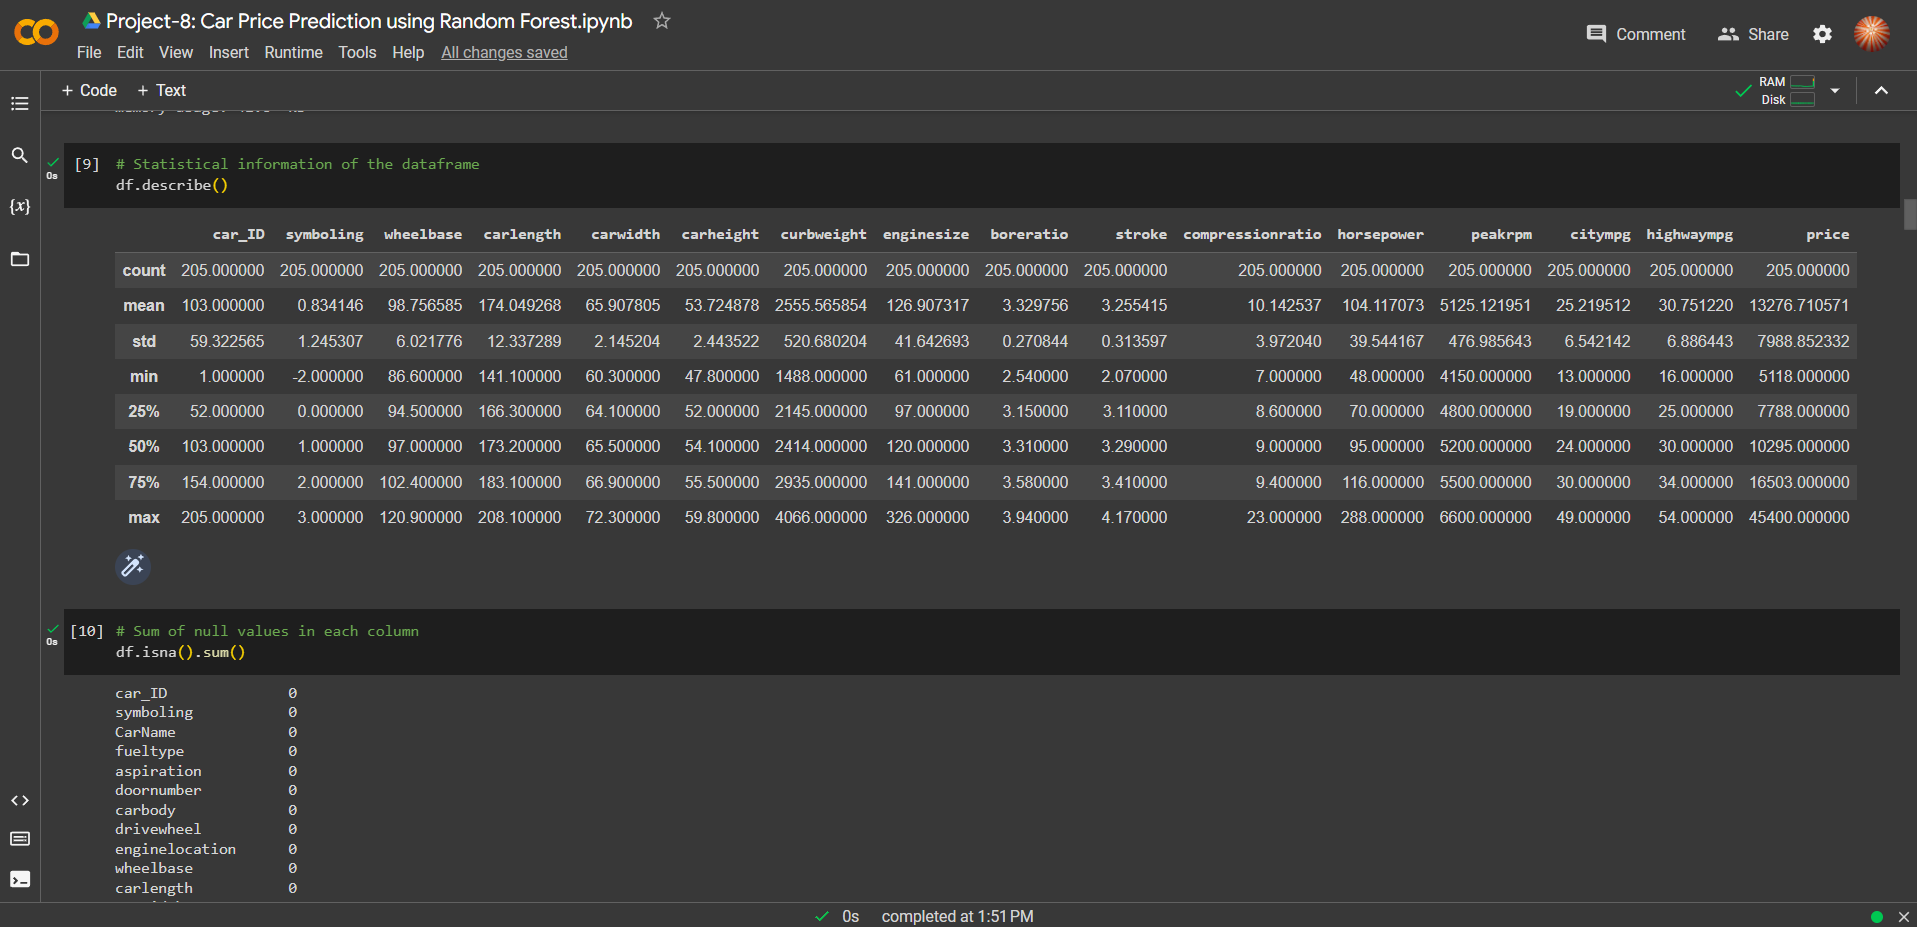 Project-8: Car Price Prediction using Random Forest.ipynb
Comment Share
File Edit View Insert Runtime Tools Help All changes saved
+ Code + Text
RAM
Disk
[9] # Statistical information of the dataframe
0s
df.describe()
car_ID symboling wheelbase carlength carwidth carheight curbweight enginesize boreratio stroke compressionratio horsepower peakrpm citympg highwaympg price
count 205.000000 205.000000 205.000000 205.000000 205.000000 205.000000 205.000000 205.000000 205.000000 205.000000 205.000000 205.000000 205.000000 205.000000 205.000000 205.000000
mean 103.000000 0.834146 98.756585 174.049268 65.907805 53.724878 2555.565854 126.907317 3.329756 3.255415 10.142537 104.117073 5125.121951 25.219512 30.751220 13276.710571
std 59.322565 1.245307 6.021776 12.337289 2.145204 2.443522 520.680204 41.642693 0.270844 0.313597 3.972040 39.544167 476.985643 6.542142 6.886443 7988.852332
min 1.000000 -2.000000 86.600000 141.100000 60.300000 47.800000 1488.000000 61.000000 2.540000 2.070000 7.000000 48.000000 4150.000000 13.000000 16.000000 5118.000000
25% 52.000000 0.000000 94.500000 166.300000 64.100000 52.000000 2145.000000 97.000000 3.150000 3.110000 8.600000 70.000000 4800.000000 19.000000 25.000000 7788.000000
50% 103.000000 1.000000 97.000000 173.200000 65.500000 54.100000 2414.000000 120.000000 3.310000 3.290000 9.000000 95.000000 5200.000000 24.000000 30.000000 10295.000000
75% 154.000000 2.000000 102.400000 183.100000 66.900000 55.500000 2935.000000 141.000000 3.580000 3.410000 9.400000 116.000000 5500.000000 30.000000 34.000000 16503.000000
max 205.000000 3.000000 120.900000 208.100000 72.300000 59.800000 4066.000000 326.000000 3.940000 4.170000 23.000000 288.000000 6600.000000 49.000000 54.000000 45400.000000
[10] # Sum of null values in each column
0s
df.isna().sum()
car_ID 0
symboling 0
CarName 0
fueltype 0
aspiration 0
doornumber 0
carbody 0
drivewheel 0
enginelocation 0
wheelbase 0
carlength 0
0s completed at 1:51 PM